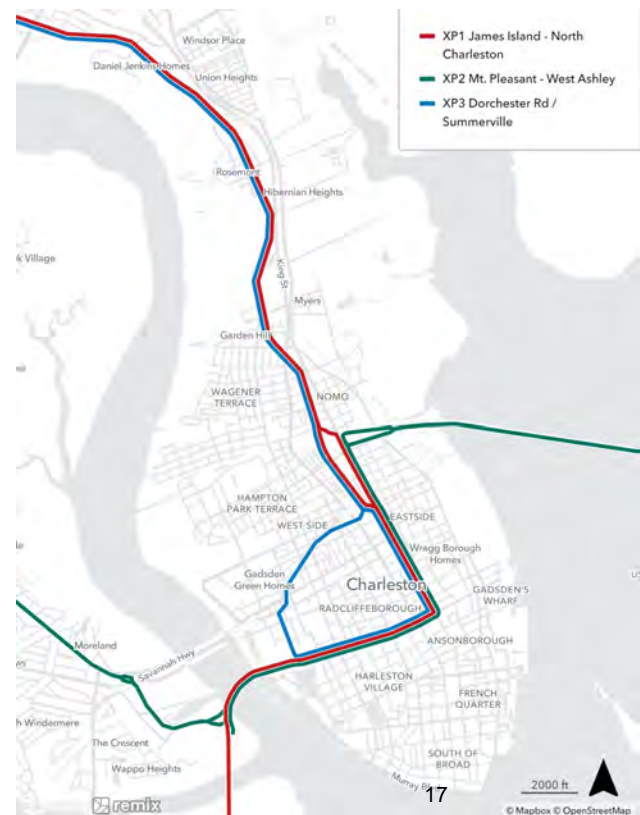 XP1 James Island - North
Charleston
XP2 Mt. Pleasant - West Ashley
XP3 Dorchester Rd /
Summerville
Windsor Place
Daniel Jenkins Homes
Union Heights
Rosemont
Hibernian Heights
k Village
King St
Myers
Garden Hill
WAGENER
TERRACE
NOMO
HAMPTON
PARK TERRACE
WEST SIDE
EASTSIDE
Wragg Borough
Homes
Gadsden
Green Homes
Charleston
RADCLIFFEBOROUGH
GADSDEN'S
WHARF
ANSONBOROUGH
Moreland
Savannah Hwy
HARLESTON
VILLAGE
FRENCH
QUARTER
h Windermere
The Crescent
Wappo Heights
SOUTH OF
BROAD
17
2000 ft
remix
© Mapbox © OpenStreetMap